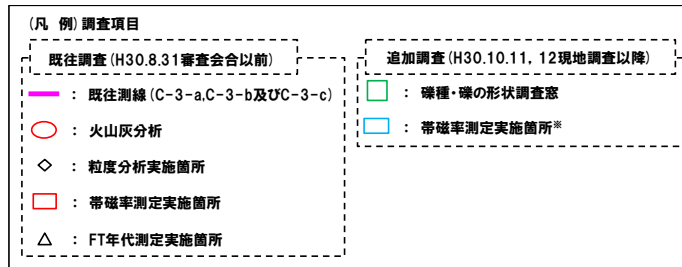 (凡 例)調査項目
既往調査(H30.8.31審査会合以前)
： 既往測線(C-3-a,C-3-b及びC-3-c)
： 火山灰分析
： 粒度分析実施箇所
： 帯磁率測定実施箇所
： FT年代測定実施箇所
追加調査(H30.10.11, 12現地調査以降)
： 礫種・礫の形状調査窓
： 帯磁率測定実施箇所※